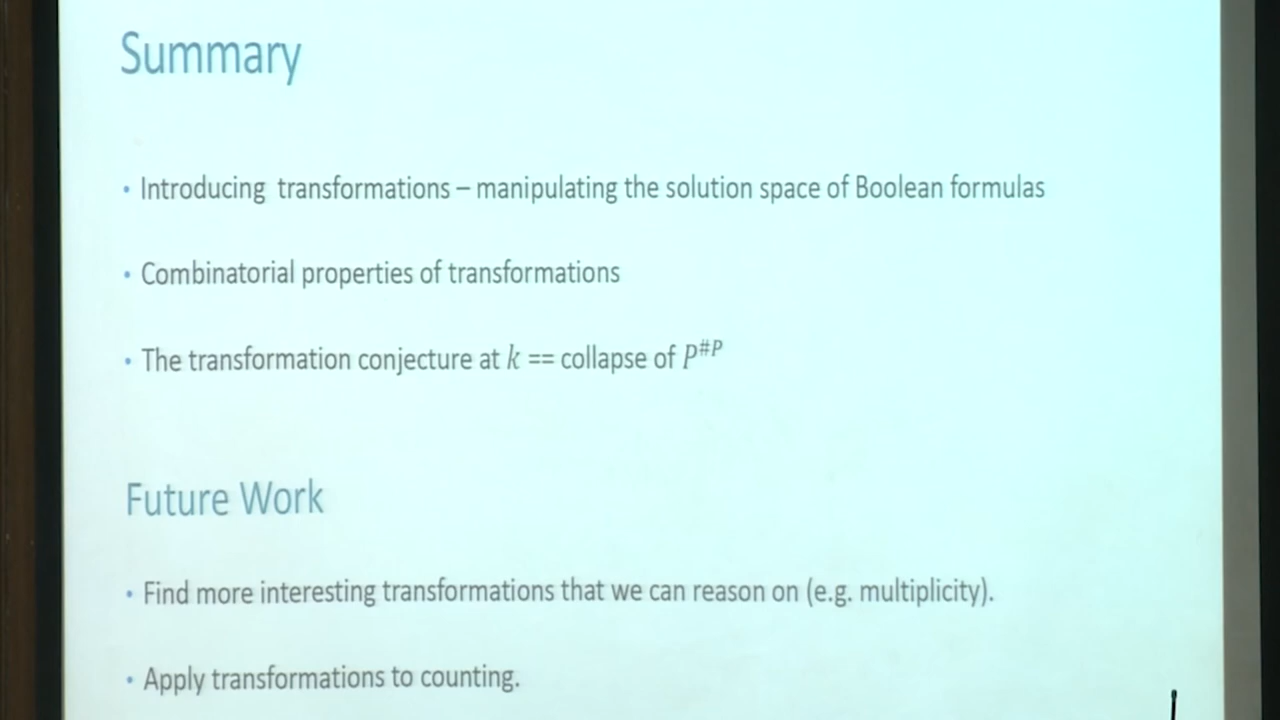 Summary
• Introducing transformations – manipulating the solution space of Boolean formulas
• Combinatorial properties of transformations
• The transformation conjecture at k == collapse of P^#P
Future Work
• Find more interesting transformations that we can reason on (e.g. multiplicity).
• Apply transformations to counting.